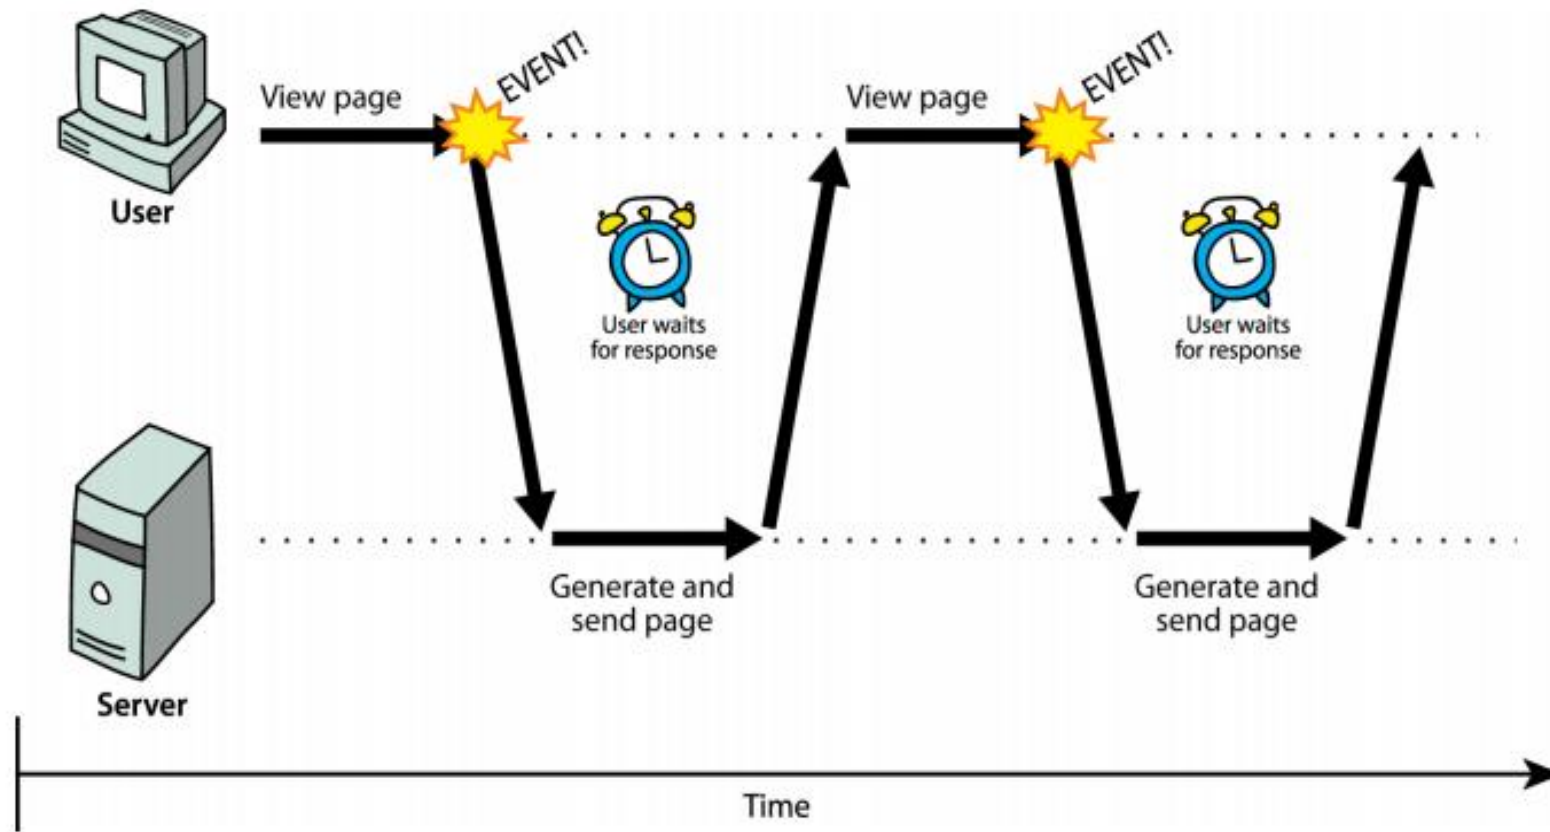 EVENT!
EVENT!
View page
View page
User
User waits
for response
User waits
for response
Generate and
send page
Generate and
send page
Server
Time